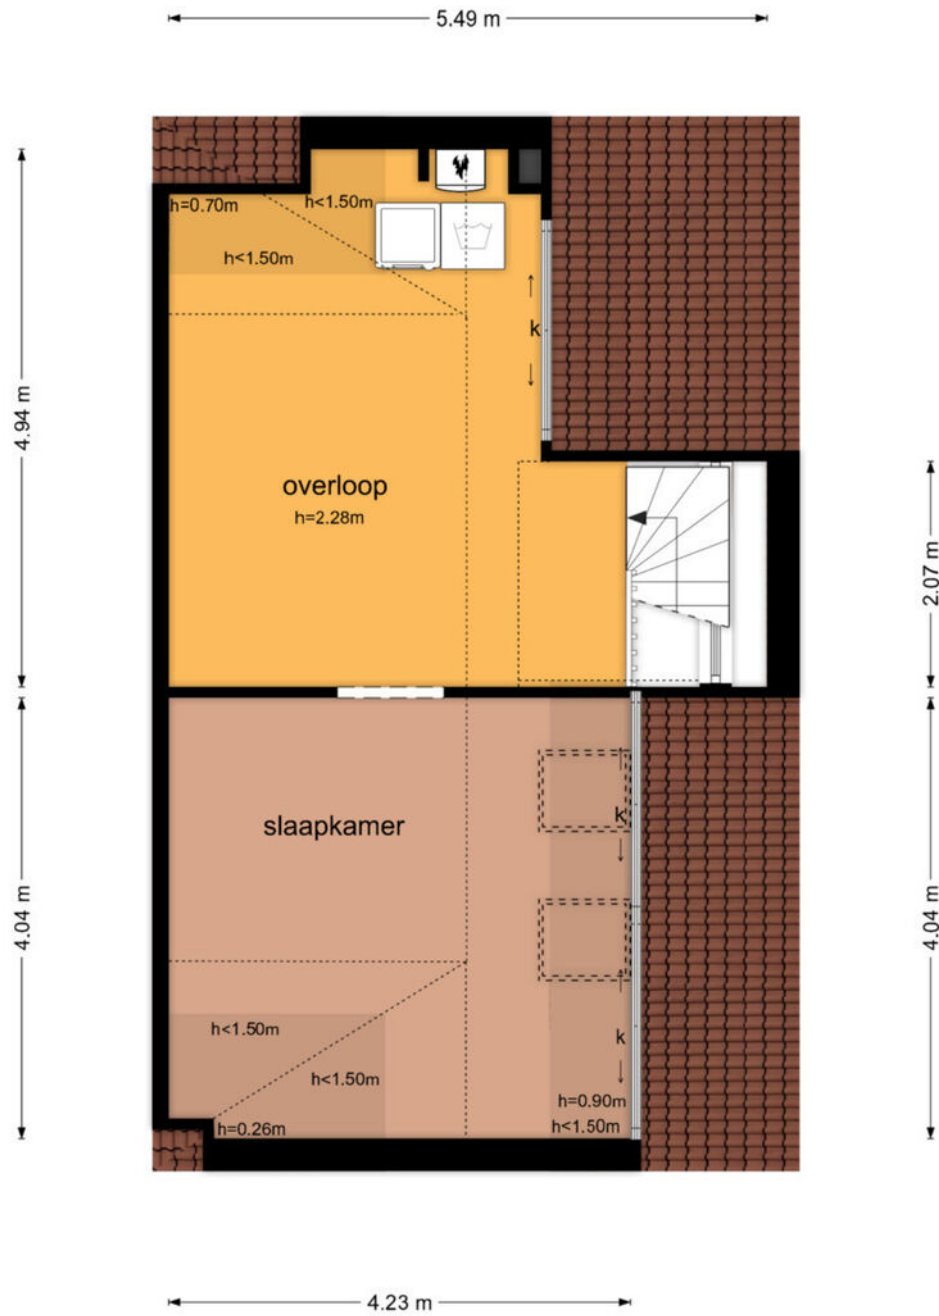 5.49 m
h=0.70m
h<1.50m
h<1.50m
k
4.94 m
overloop
h=2.28m
2.07 m
slaapkamer
k
4.04 m
4.04 m
h<1.50m
k
h<1.50m
h=0.90m
h=0.26m
h<1.50m
4.23 m